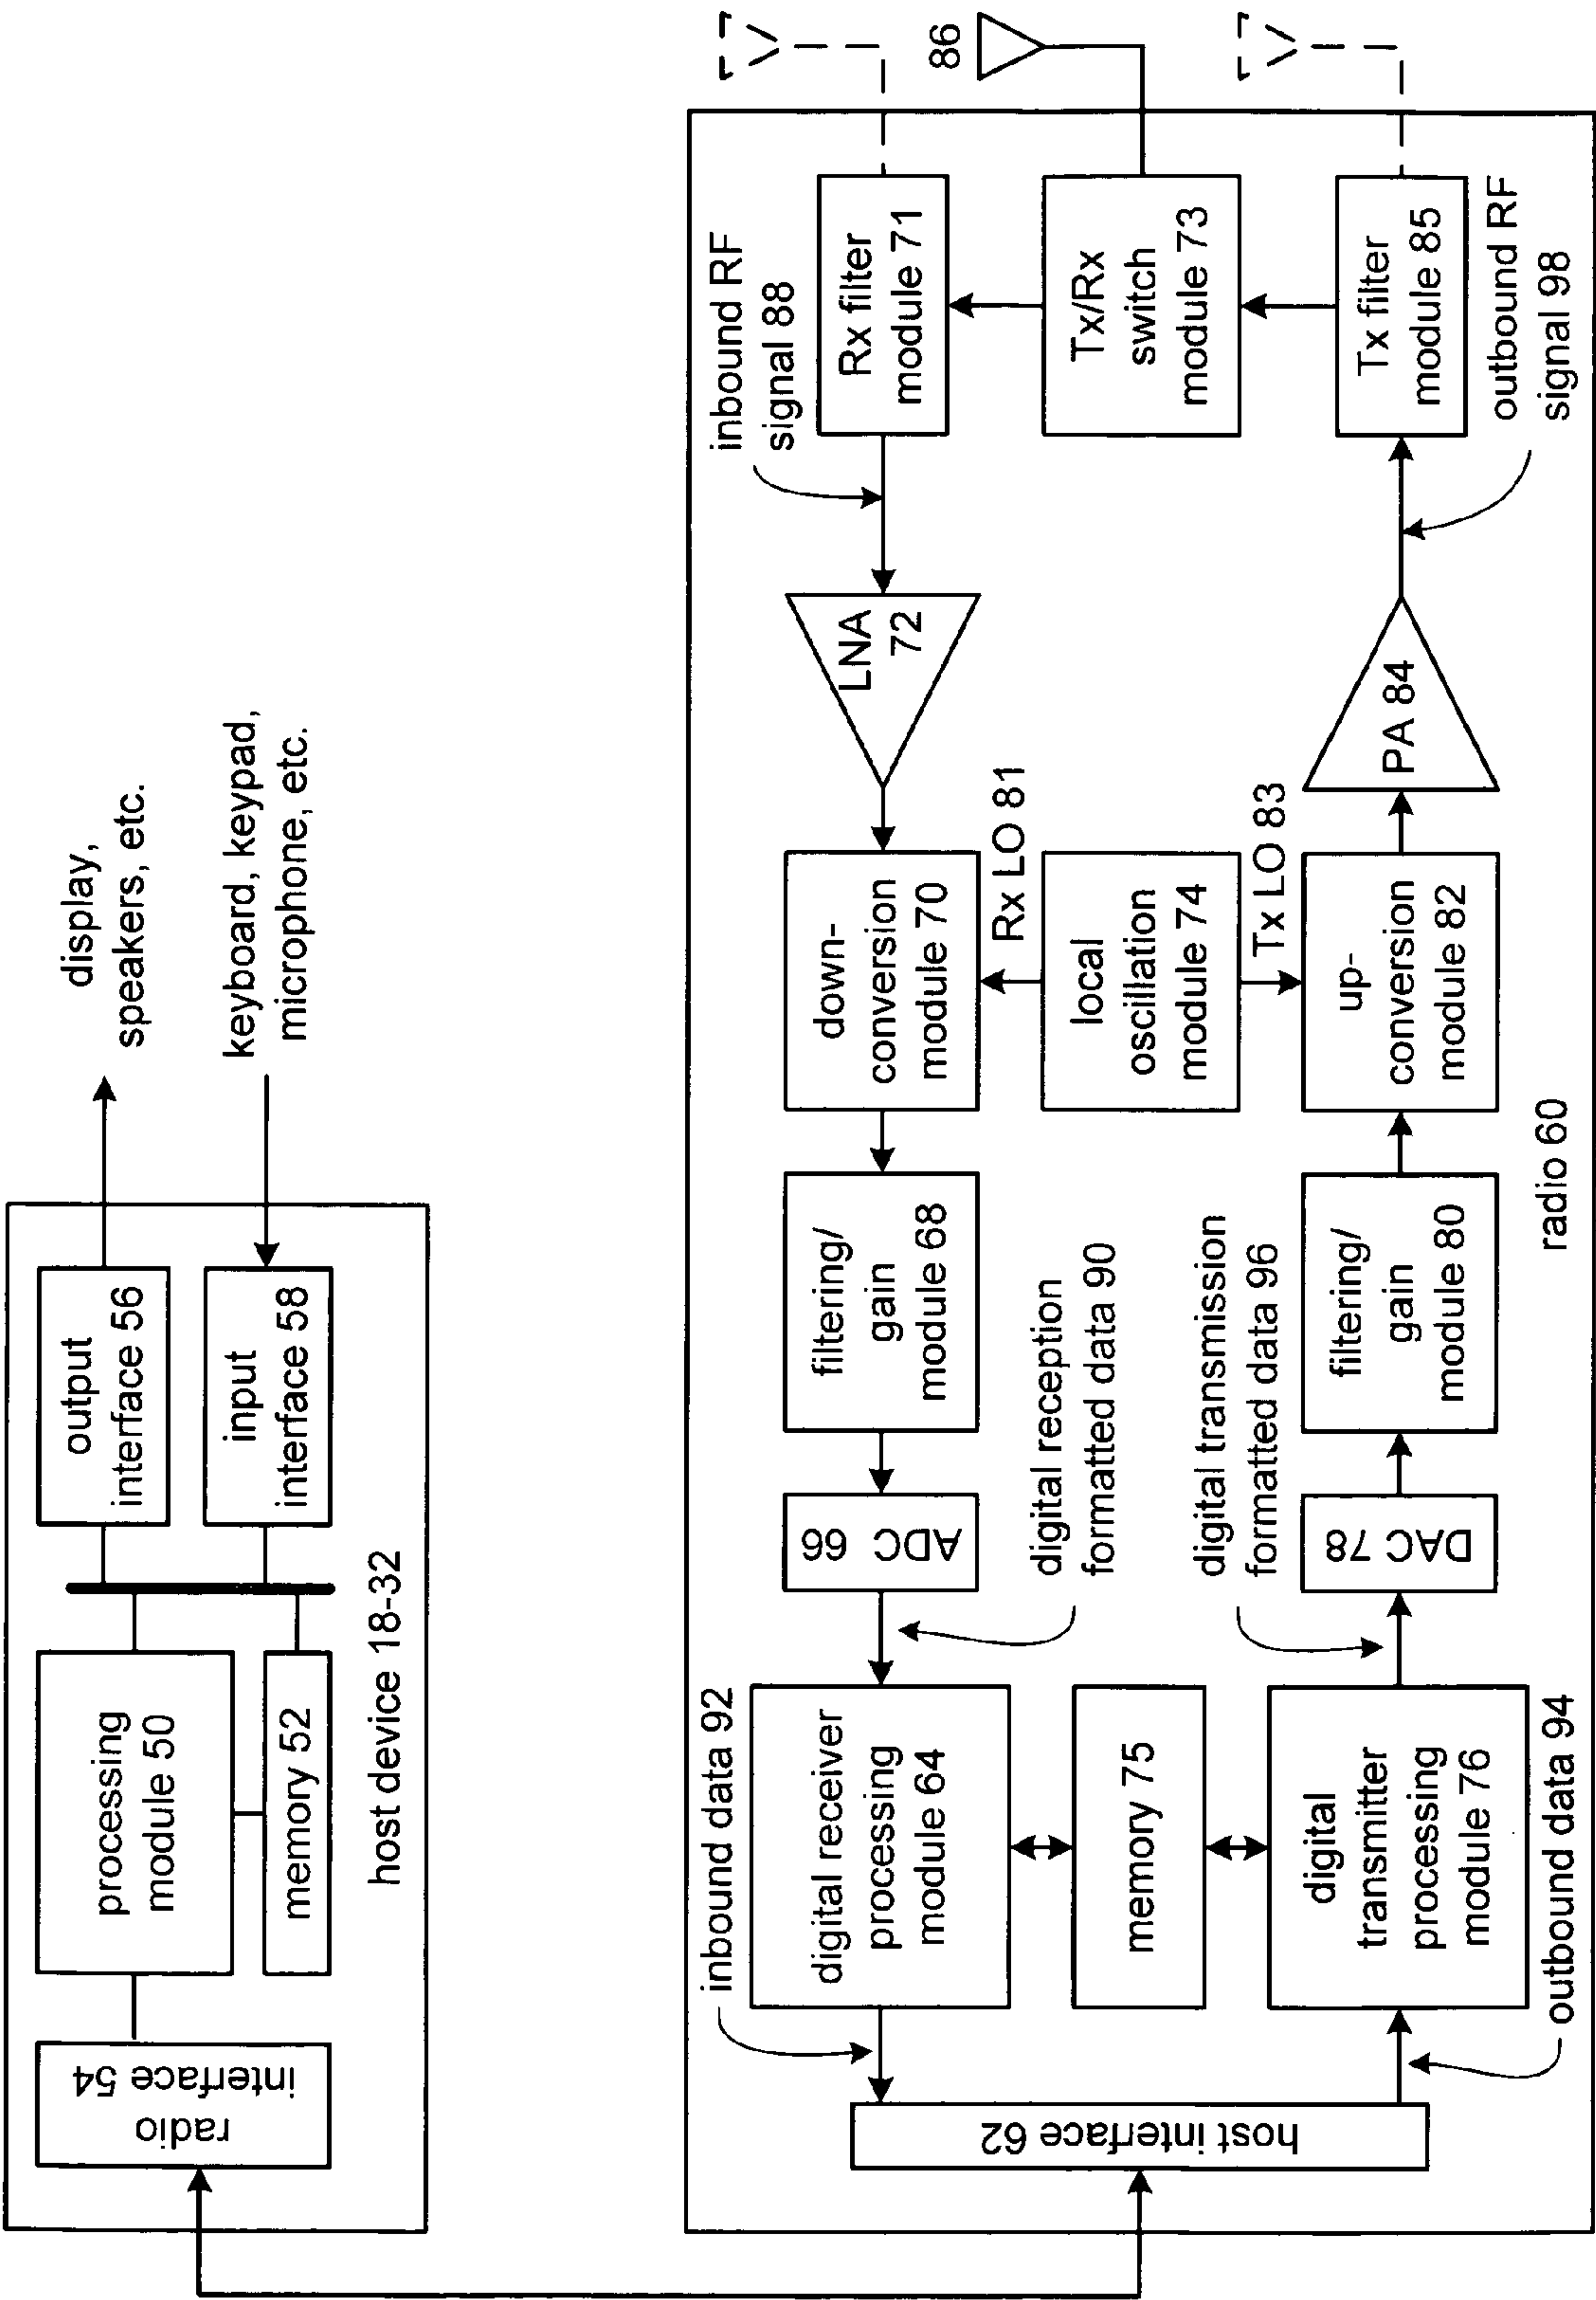 radio
interface 54
processing
module 50
memory 52
output
interface 56
input
interface 58
host device 18-32
display,
speakers, etc.
keyboard, keypad,
microphone, etc.
host interface 62
inbound data 92
digital receiver
processing
module 64
memory 75
digital
transmitter
processing
module 76
outbound data 94
ADC 66
digital reception
formatted data 90
digital transmission
formatted data 96
DAC 78
filtering/
gain
module 68
filtering/
gain
module 80
down-
conversion
module 70
Rx LO 81
local
oscillation
module 74
Tx LO 83
up-
conversion
module 82
radio 60
LNA
72
PA 84
inbound RF
signal 88
Rx filter
module 71
Tx/Rx
switch
module 73
Tx filter
module 85
outbound RF
signal 98
86